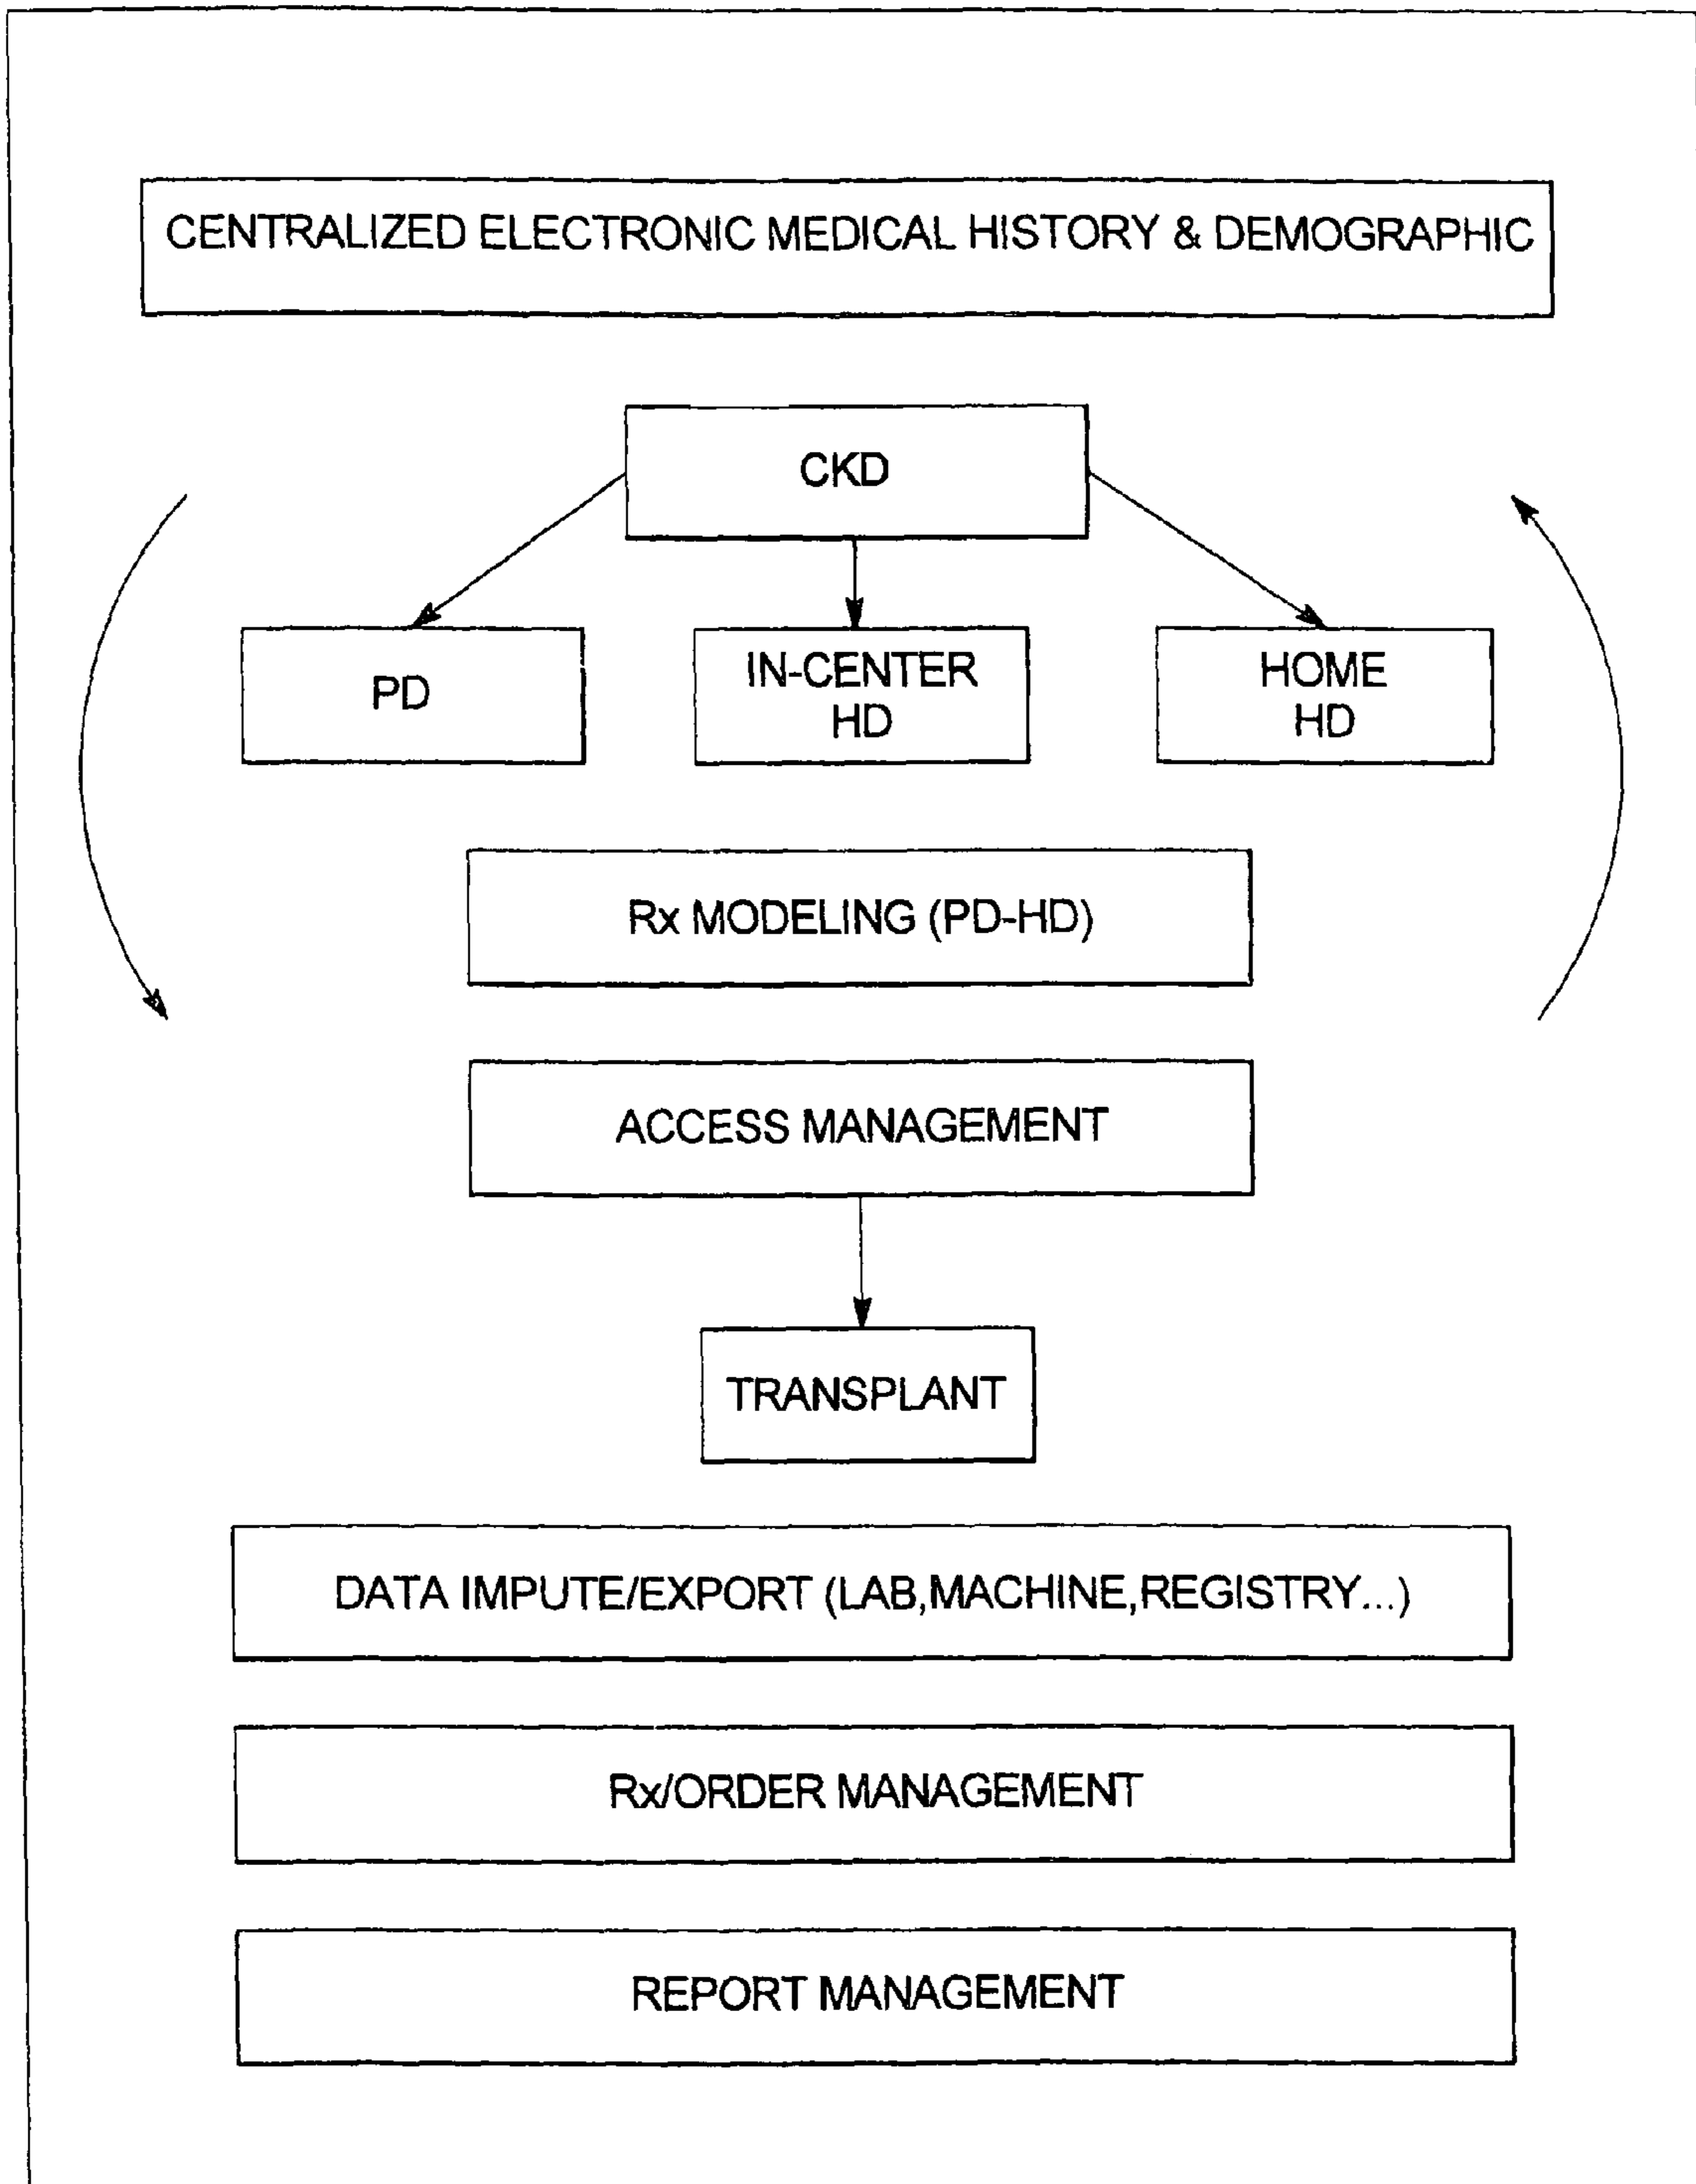 CENTRALIZED ELECTRONIC MEDICAL HISTORY & DEMOGRAPHIC
CKD
PD
IN-CENTER
HD
HOME
HD
Rx MODELING (PD-HD)
ACCESS MANAGEMENT
TRANSPLANT
DATA IMPUTE/EXPORT (LAB,MACHINE,REGISTRY...)
Rx/ORDER MANAGEMENT
REPORT MANAGEMENT